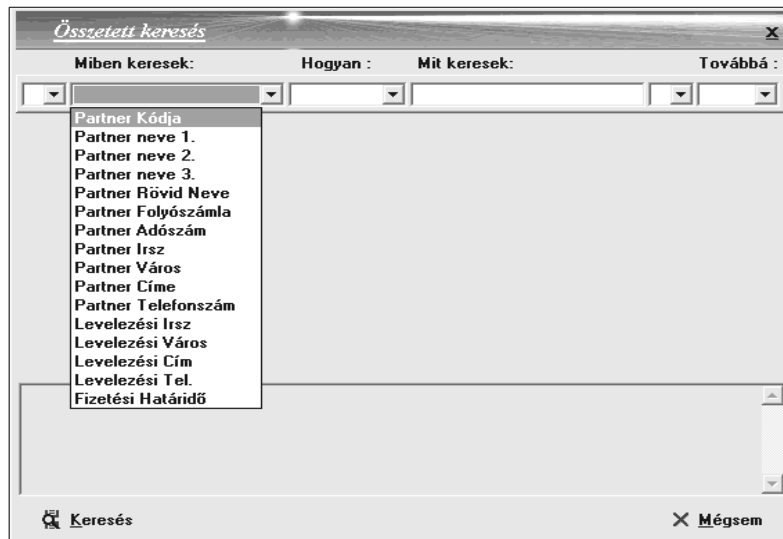 Összetett keresés
x
Miben keresek: Hogyan : Mit keresek: Továbbá :
Partner Kódja
Partner neve 1.
Partner neve 2.
Partner neve 3.
Partner Rövid Neve
Partner Folyószámla
Partner Adószám
Partner Irsz
Partner Város
Partner Címe
Partner Telefonszám
Levelezési Irsz
Levelezési Város
Levelezési Cím
Levelezési Tel.
Fizetési Határidő
Keresés Mégsem